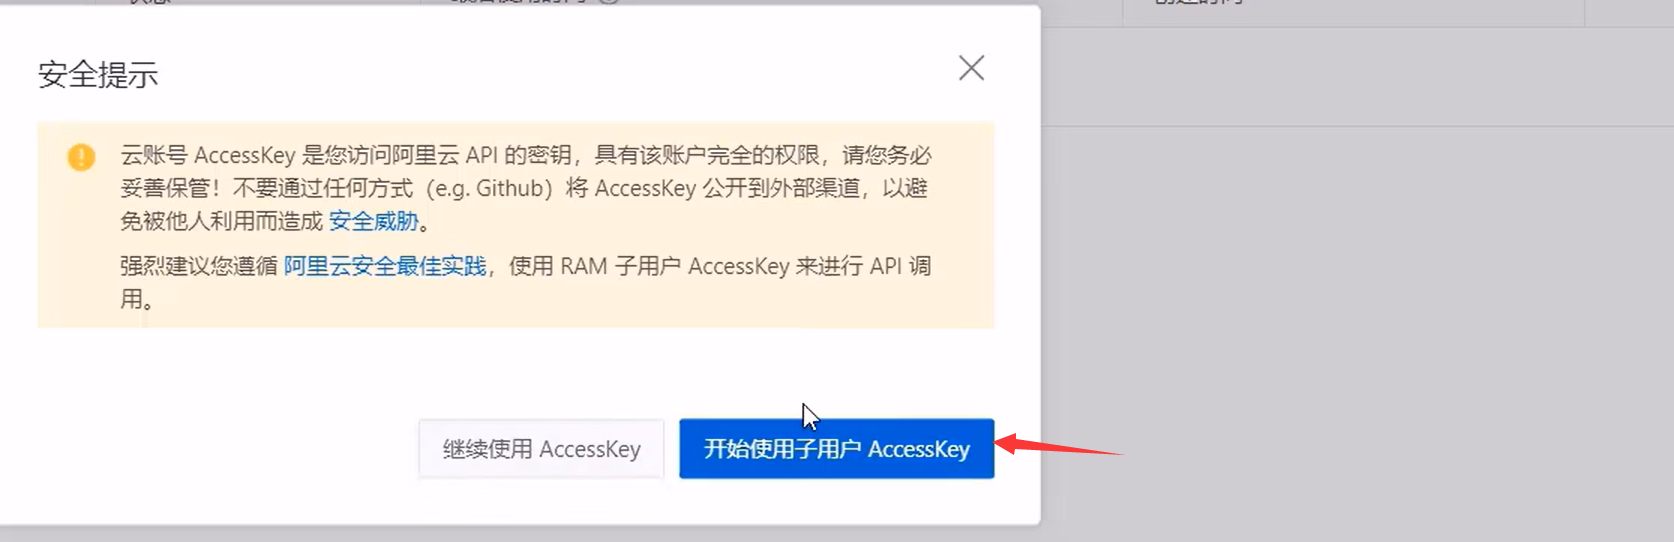 安全提示
云账号 AccessKey 是您访问阿里云 API 的密钥，具有该账户完全的权限，请您务必
妥善保管！不要通过任何方式（e.g. Github）将 AccessKey 公开到外部渠道，以避
免被他人利用而造成 安全威胁。
强烈建议您遵循 阿里云安全最佳实践，使用 RAM 子用户 AccessKey 来进行 API 调
用。
继续使用 AccessKey
开始使用子用户 AccessKey